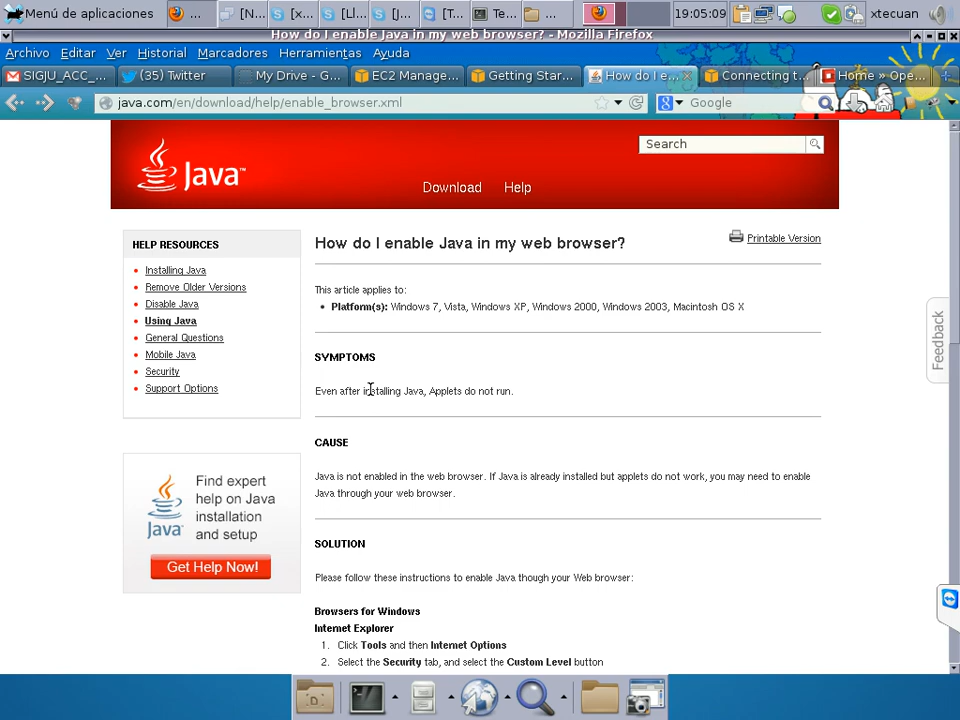 Menú de aplicaciones
...
[N...
[x...
[Ll...
[J...
[T...
Te...
...
19:05:09
xtecuan
How do I enable Java in my web browser? - Mozilla Firefox
Archivo Editar Ver Historial Marcadores Herramientas Ayuda
SIGJU_ACC_...
(35) Twitter
My Drive - G...
EC2 Manage...
Getting Star...
How do I e...
Connecting t...
Home » Ope...
java.com/en/download/help/enable_browser.xml
Google
Java™
Search
Download Help
HELP RESOURCES
Installing Java
Remove Older Versions
Disable Java
Using Java
General Questions
Mobile Java
Security
Support Options
Find expert
help on Java
installation
and setup
Java™
Get Help Now!
How do I enable Java in my web browser?
Printable Version
This article applies to:
Platform(s): Windows 7, Vista, Windows XP, Windows 2000, Windows 2003, Macintosh OS X
SYMPTOMS
Even after installing Java, Applets do not run.
CAUSE
Java is not enabled in the web browser. If Java is already installed but applets do not work, you may need to enable
Java through your web browser.
SOLUTION
Please follow these instructions to enable Java though your Web browser:
Browsers for Windows
Internet Explorer
1. Click Tools and then Internet Options
2. Select the Security tab, and select the Custom Level button
Feedback